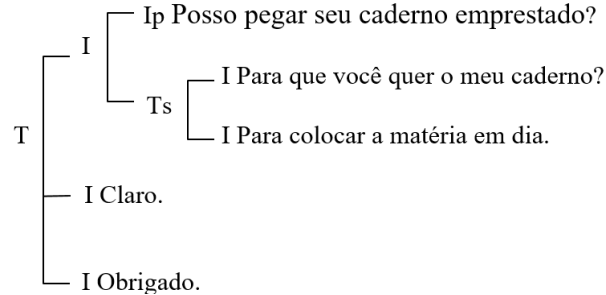 Ip Posso pegar seu caderno emprestado?
I
I Para que você quer o meu caderno?
Ts
T
I Para colocar a matéria em dia.
I Claro.
I Obrigado.